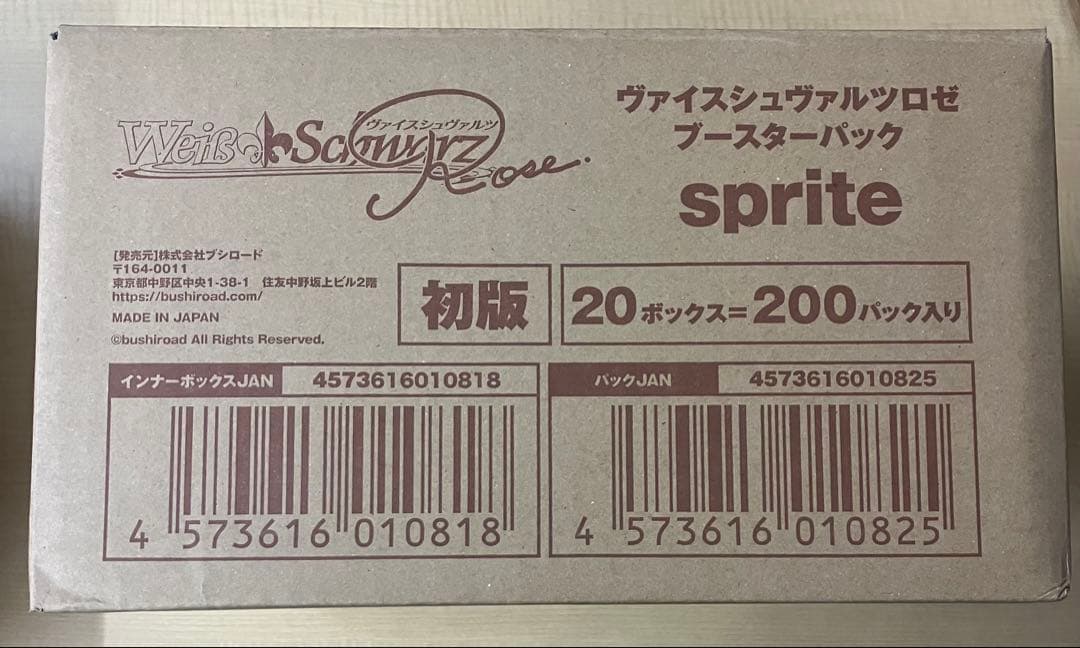 Weiß Schwarz
ヴァイスシュヴァルツ
Rose
ヴァイスシュヴァルツロゼ
ブースターパック
sprite
[発売元]株式会社ブシロード
〒164-0011
東京都中野区中央1-38-1 住友中野坂上ビル2階
https://bushiroad.com/
MADE IN JAPAN
©bushiroad All Rights Reserved.
初版
20ボックス=200パック入り
インナーボックスJAN 4573616010818
4 573616 010818
パックJAN 4573616010825
4 573616 010825